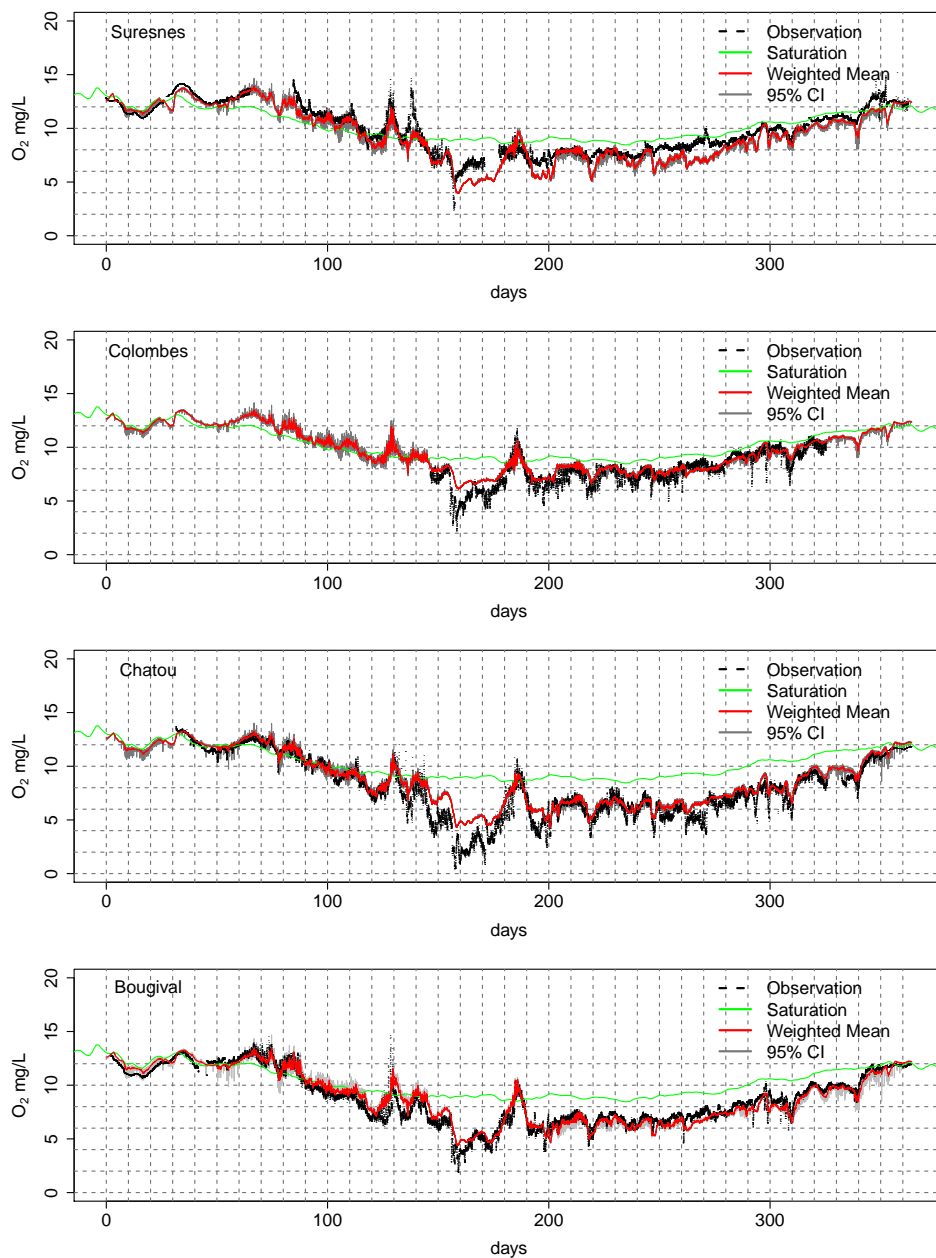 Suresnes
Observation
Saturation
Weighted Mean
95% CI
20
15
10
5
0
O₂ mg/L
0 100 200 300
days
Colombes
Observation
Saturation
Weighted Mean
95% CI
20
15
10
5
0
O₂ mg/L
0 100 200 300
days
Chatou
Observation
Saturation
Weighted Mean
95% CI
20
15
10
5
0
O₂ mg/L
0 100 200 300
days
Bougival
Observation
Saturation
Weighted Mean
95% CI
20
15
10
5
0
O₂ mg/L
0 100 200 300
days